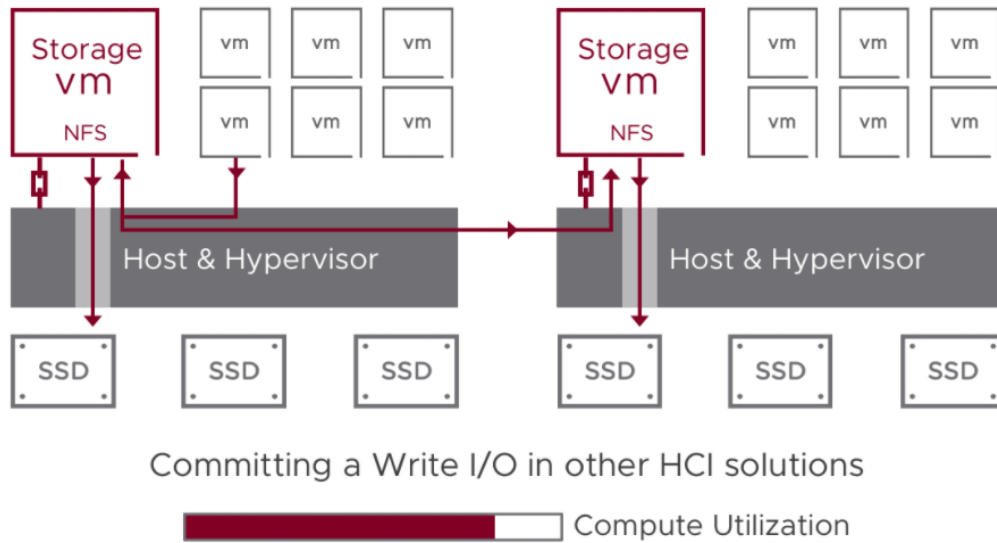 Storage
vm
NFS
vm vm vm
vm vm vm
Storage
vm
NFS
vm vm vm
vm vm vm
Host & Hypervisor
Host & Hypervisor
SSD SSD SSD
SSD SSD SSD
Committing a Write I/O in other HCI solutions
Compute Utilization